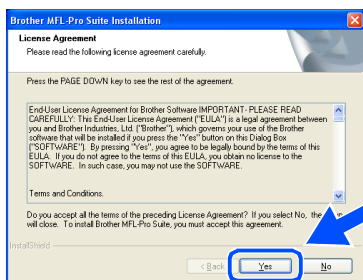 Brother MFL-Pro Suite Installation
License Agreement
Please read the following license agreement carefully.
Press the PAGE DOWN key to see the rest of the agreement.
End-User License Agreement for Brother Software IMPORTANT- PLEASE READ
CAREFULLY: This End-User License Agreement ("EULA") is a legal agreement between
you and Brother Industries, Ltd. ("Brother"), which governs your use of the Brother
software that will be installed if you press the "Yes" button on this Dialog Box
("SOFTWARE"). By pressing "Yes", you agree to be legally bound by the terms of this
EULA. If you do not agree to the terms of this EULA, you obtain no license to the
SOFTWARE. In such case, you may not use the SOFTWARE.
Terms and Conditions.
Do you accept all the terms of the preceding License Agreement? If you select No, the
will close. To install Brother MFL-Pro Suite, you must accept this agreement.
InstallShield
< Back
Yes
No